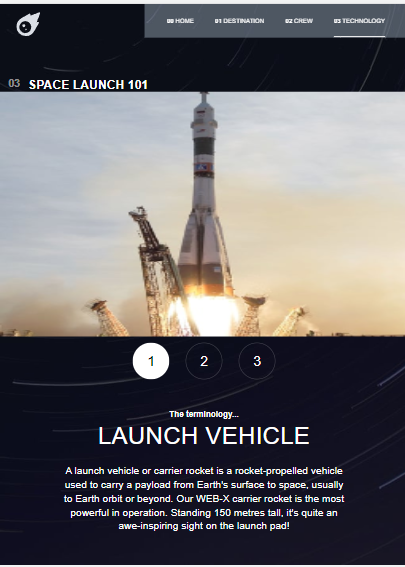 00 HOME 01 DESTINATION 02 CREW 03 TECHNOLOGY
03 SPACE LAUNCH 101
1 2 3
The terminology...
LAUNCH VEHICLE
A launch vehicle or carrier rocket is a rocket-propelled vehicle
used to carry a payload from Earth's surface to space, usually
to Earth orbit or beyond. Our WEB-X carrier rocket is the most
powerful in operation. Standing 150 metres tall, it's quite an
awe-inspiring sight on the launch pad!